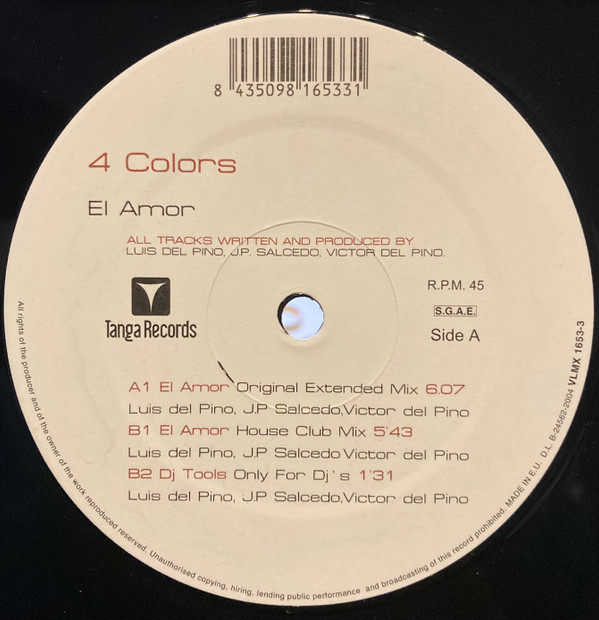 8 435098 165331
4 Colors
El Amor
ALL TRACKS WRITTEN AND PRODUCED BY
LUIS DEL PINO, J.P. SALCEDO, VICTOR DEL PINO.
R.P.M. 45
S.G.A.E.
Side A
Tanga Records
A1 El Amor Original Extended Mix 6.07
Luis del Pino, J.P Salcedo,Victor del Pino
B1 El Amor House Club Mix 5'43
Luis del Pino, J.P Salcedo Victor del Pino
B2 Dj Tools Only For Dj's 1'31
Luis del Pino, J.P Salcedo,Victor del Pino
All rights of the producer and of the owner of the work reproduced reserved. Unauthorised copying, hiring, lending public performance and broadcasting of this record prohibited. MADE IN E.U. D.L. B-24562-2004 VLMX 1653-3